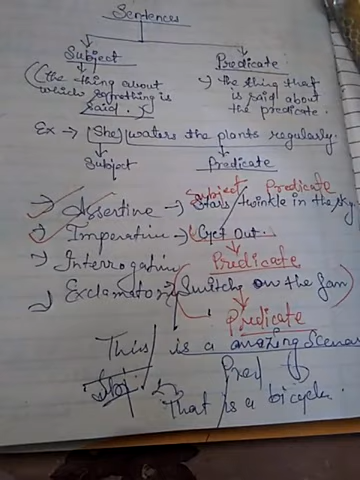 Sentences
Subject Predicate
(the thing about → the thing that
which something is is said about
said. the predicate.
Ex → She waters the plants regularly.
Subject Predicate
Subject Predicate
→ Assertive → Stars twinkle in the sky.
→ Imperative → Get Out.
→ Interrogative Predicate
→ Exclamatory → (Switch on the fan)
Predicate
This is a amazing Scenar
Pred
That is a bicycle.